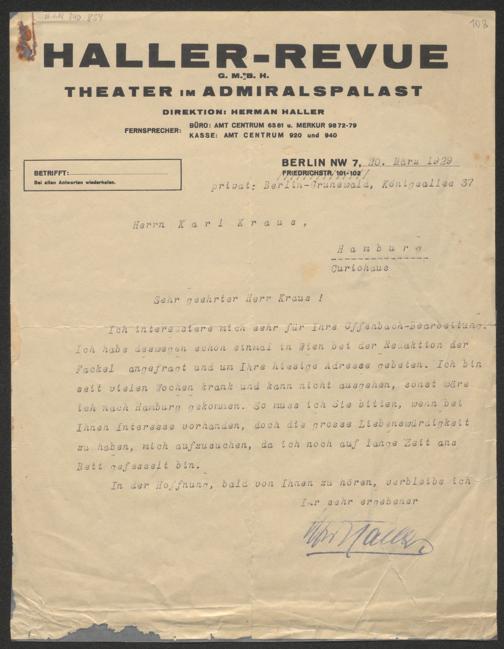 108
HALLER-REVUE
G. M. B. H.
THEATER IM ADMIRALSPALAST
DIREKTION: HERMAN HALLER
FERNSPRECHER: BÜRO: AMT CENTRUM 6381 u. MERKUR 9872-79
KASSE: AMT CENTRUM 920 und 940
BETRIFFT:
Bei allen Antworten wiederholen.
BERLIN NW 7, 30. März 1929
FRIEDRICHSTR. 101-102
privat: Berlin-Grunewald, Königsallee 37
Herrn Karl Kraus,
Hamburg
Curiohaus
Sehr geehrter Herr Kraus !
Ich interessiere mich sehr für Ihre Offenbach-Bearbeitung.
Ich habe deswegen schon einmal in Wien bei der Redaktion der
Fackel angefragt und um Ihre hiesige Adresse gebeten. Ich bin
seit vielen Wochen krank und kann nicht ausgehen, sonst wäre
ich nach Hamburg gekommen. So muss ich Sie bitten, wenn bei
Ihnen Interesse vorhanden, doch die grosse Liebenswürdigkeit
zu haben, mich aufzusuchen, da ich noch auf lange Zeit ans
Bett gefesselt bin.
In der Hoffnung, bald von Ihnen zu hören, verbleibe ich
Ihr sehr ergebener
Haller